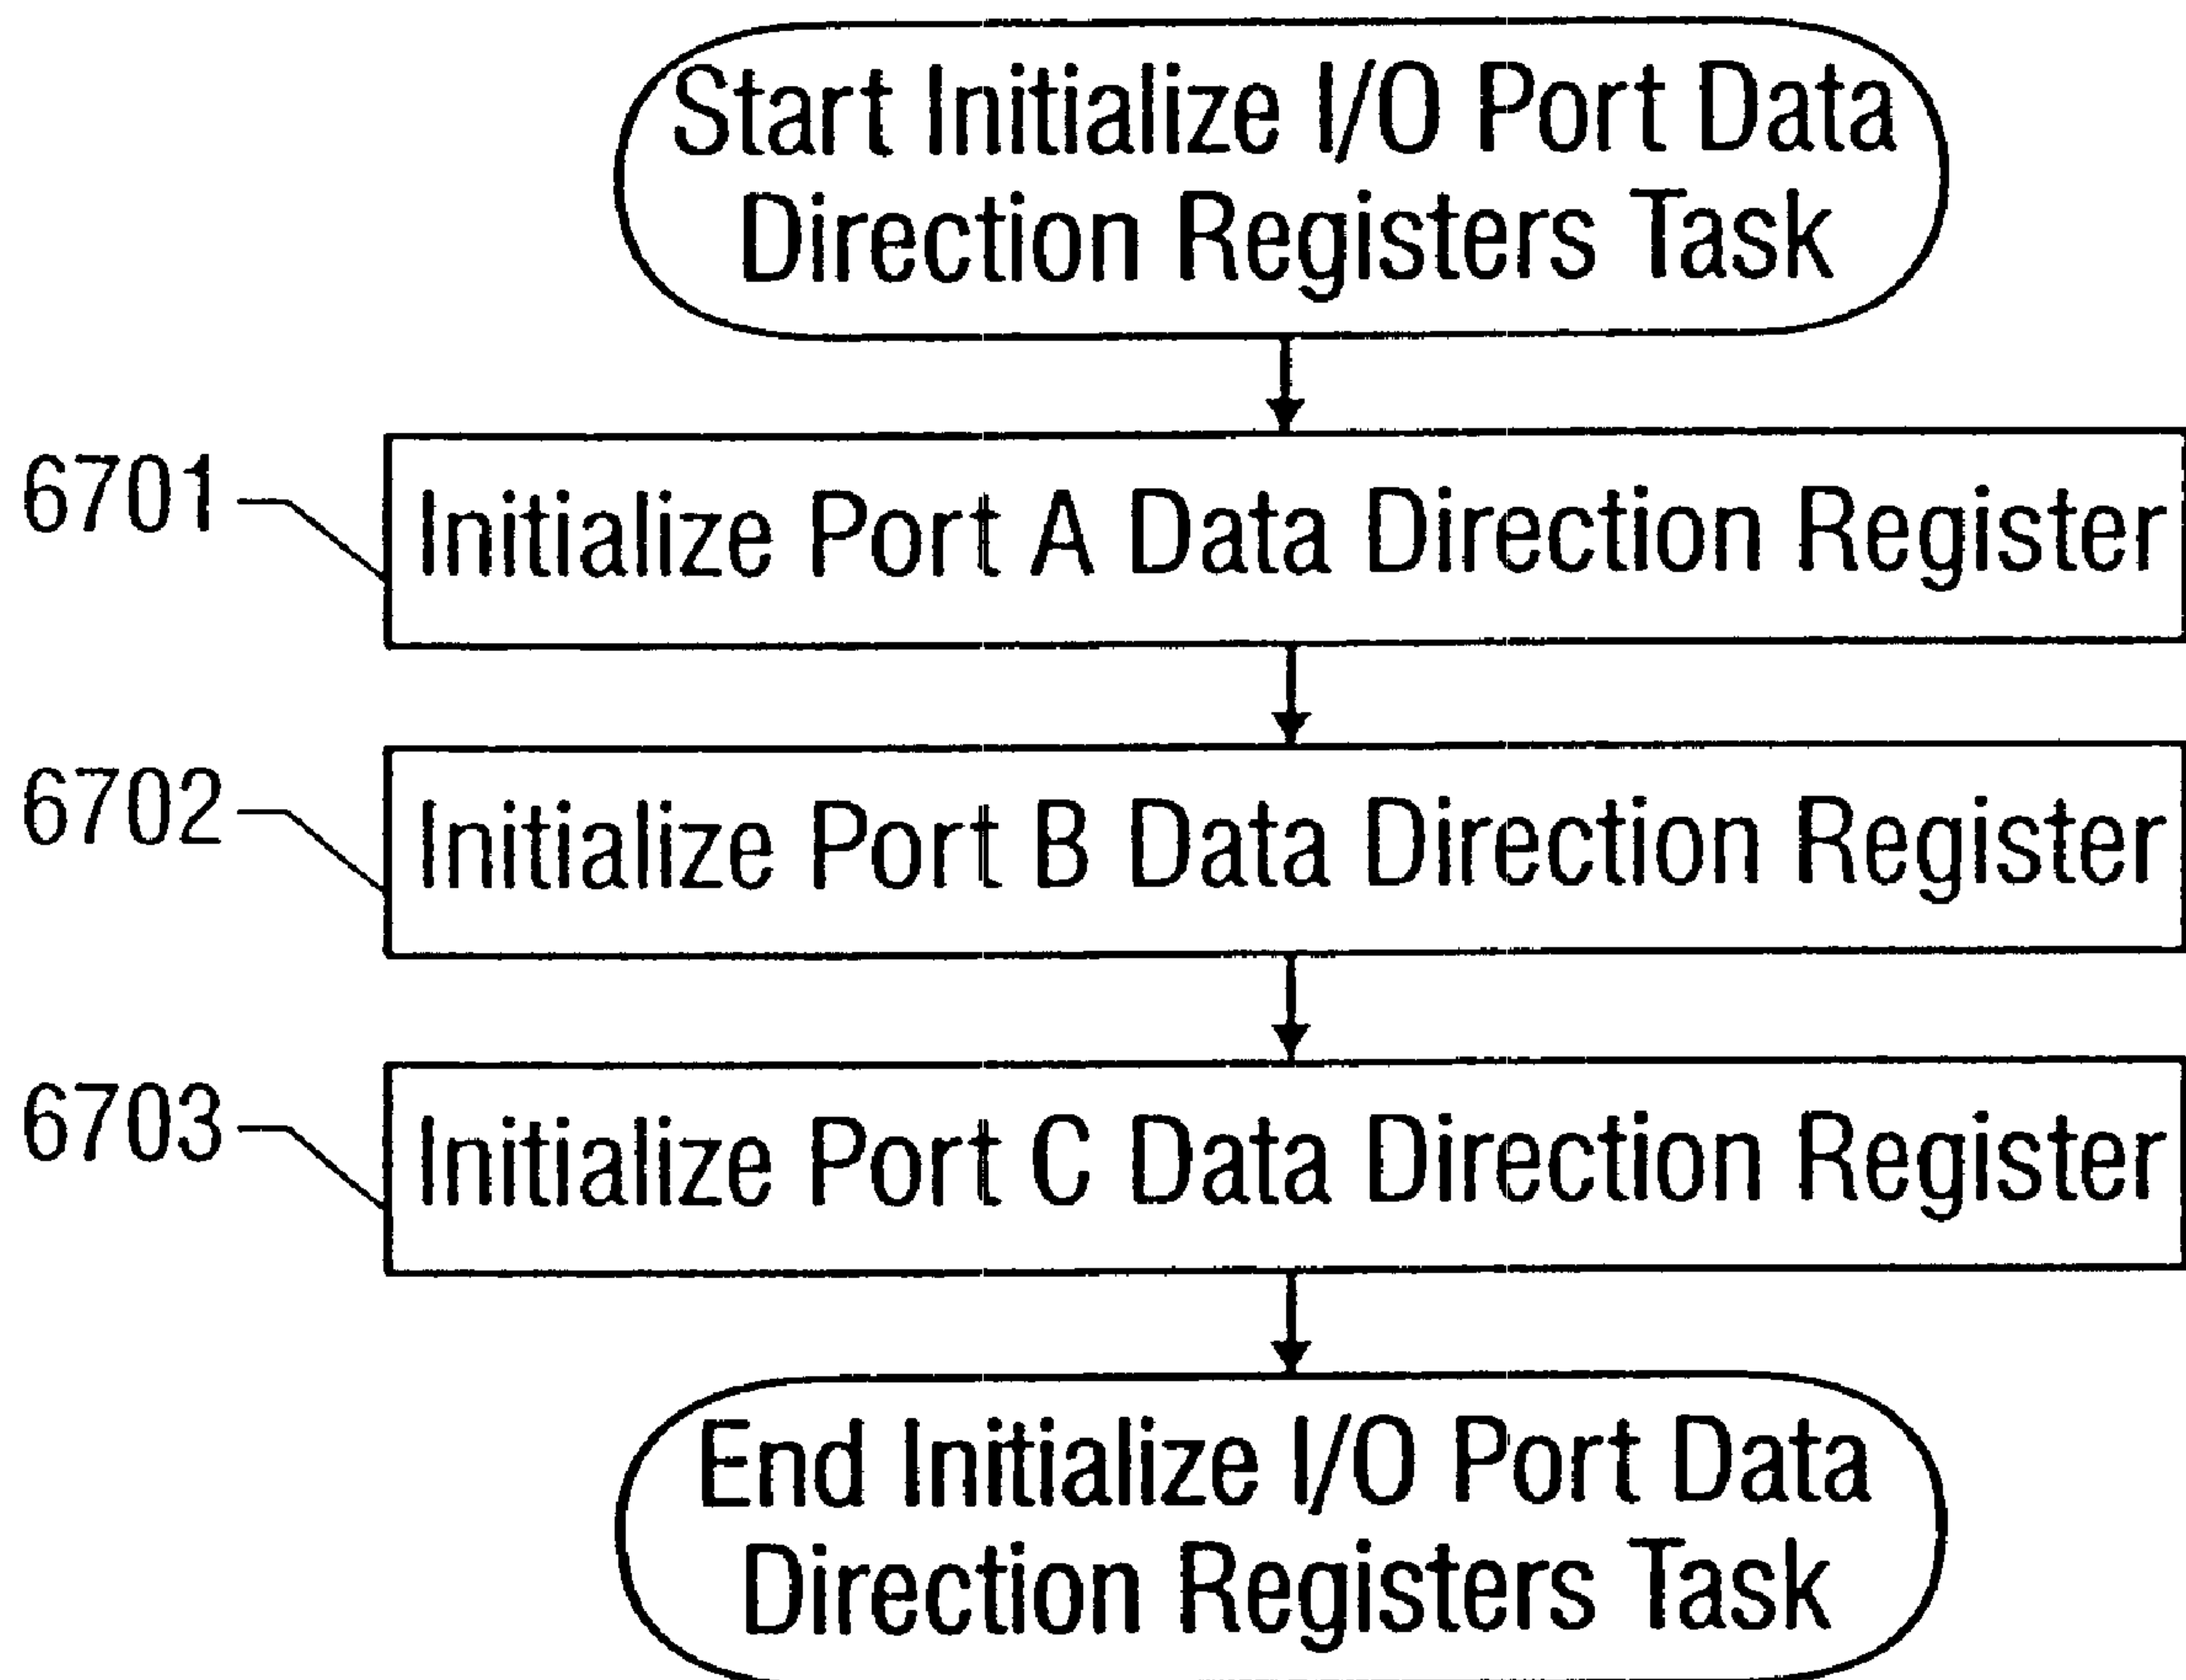 Start Initialize I/O Port Data
Direction Registers Task
6701
Initialize Port A Data Direction Register
6702
Initialize Port B Data Direction Register
6703
Initialize Port C Data Direction Register
End Initialize I/O Port Data
Direction Registers Task